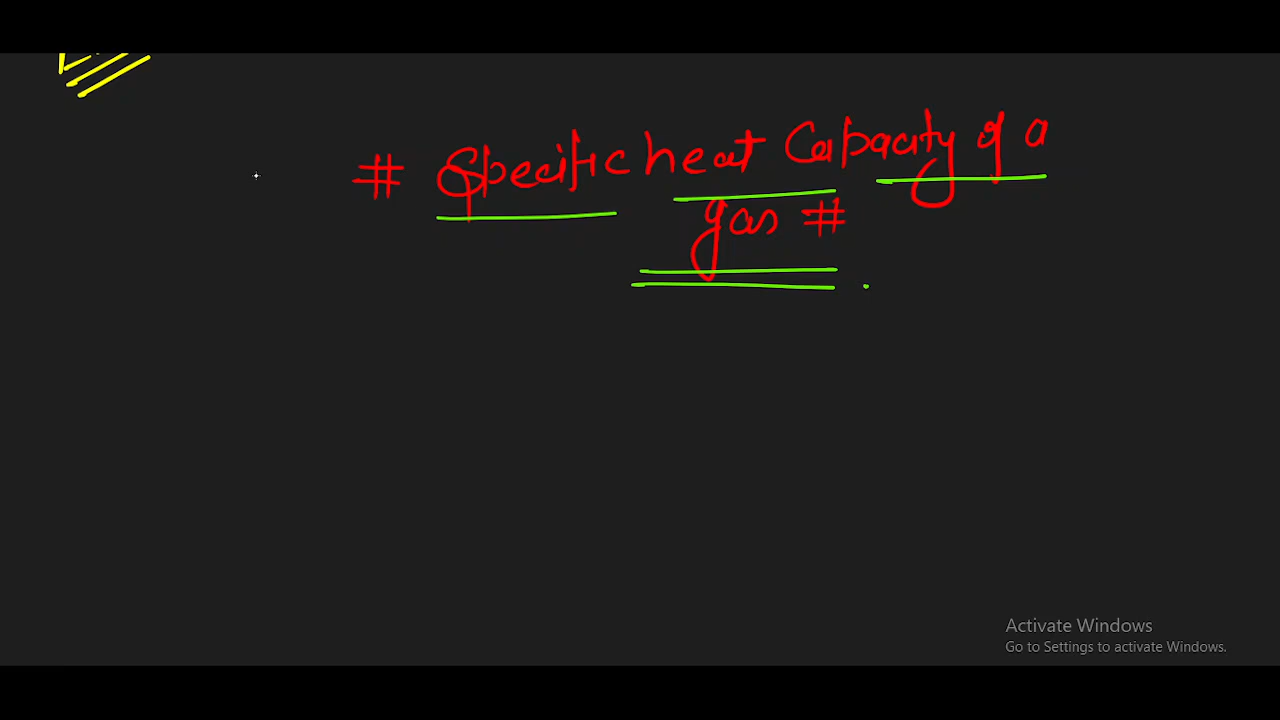 # Specific heat Capacity of a
gas #
Activate Windows
Go to Settings to activate Windows.